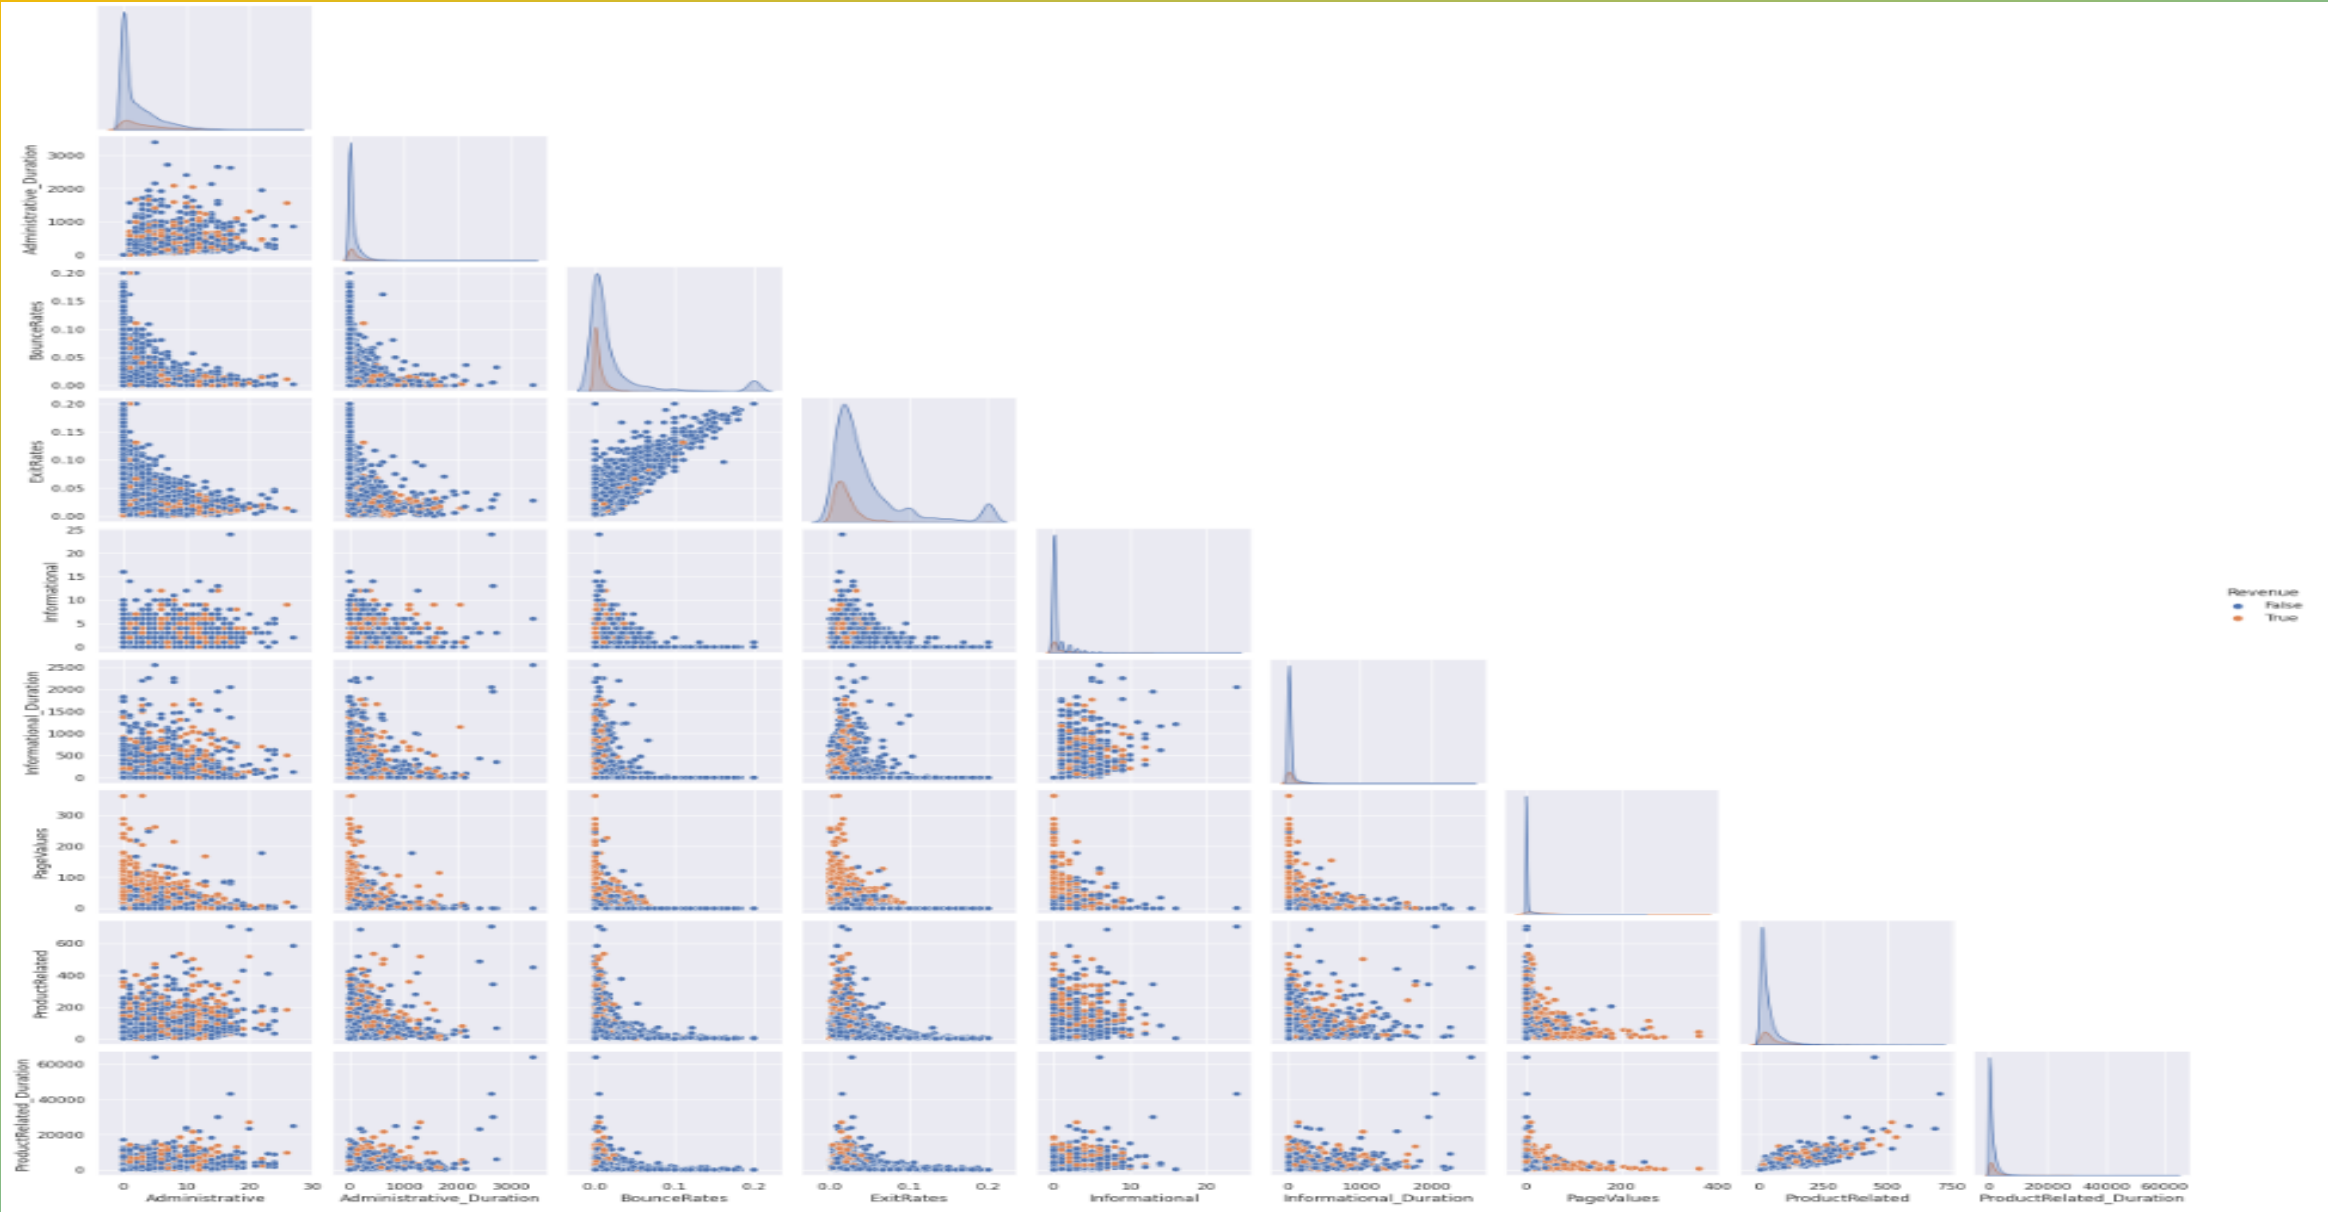 Administrative_Duration
3000
2000
1000
0
BounceRates
0.20
0.15
0.10
0.05
0.00
ExitRates
0.20
0.15
0.10
0.05
0.00
Informational
25
20
15
10
5
0
Revenue
False
True
Informational_Duration
2500
2000
1500
1000
500
0
PageValues
300
200
100
0
ProductRelated
600
400
200
0
ProductRelated_Duration
60000
40000
20000
0
0 10 20 30 0 1000 2000 3000 0.0 0.1 0.2 0.0 0.1 0.2 0 10 20 0 1000 2000 0 200 400 0 250 500 750 0 20000 40000 60000
Administrative Administrative_Duration BounceRates ExitRates Informational Informational_Duration PageValues ProductRelated ProductRelated_Duration